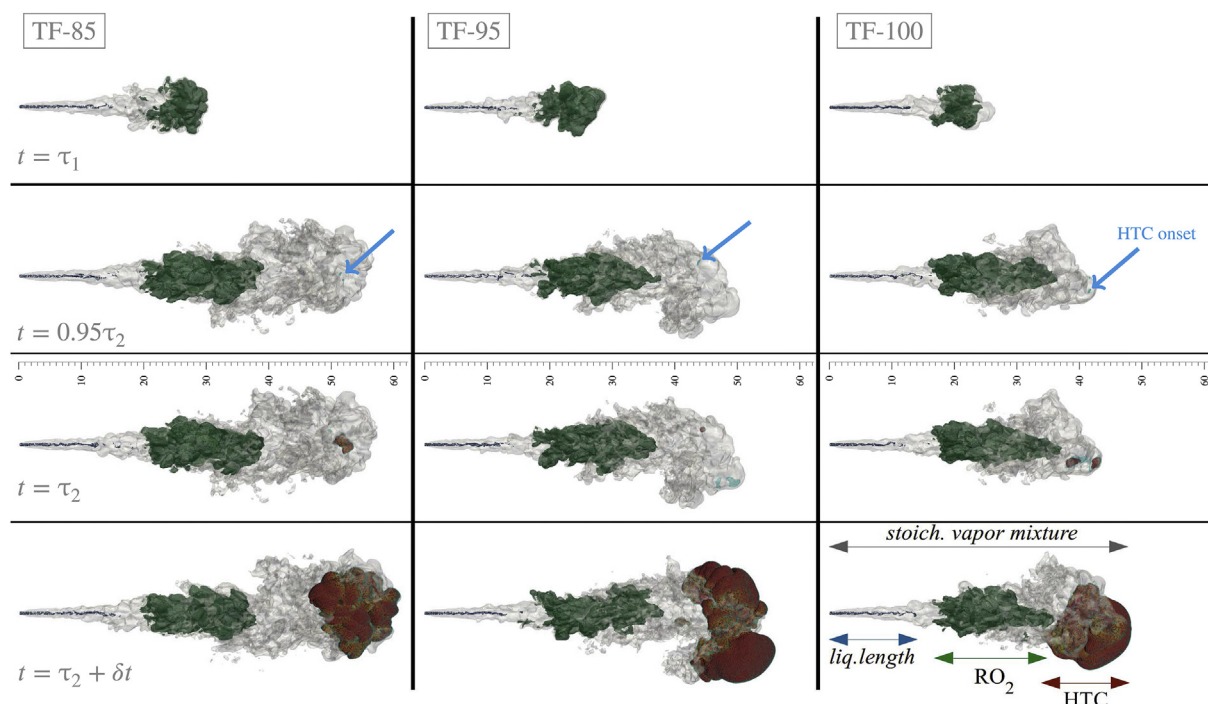 TF-85
TF-95
TF-100
t = τ₁
HTC onset
t = 0.95τ₂
0 10 20 30 40 50 60
0 10 20 30 40 50 60
0 10 20 30 40 50 60
t = τ₂
stoich. vapor mixture
liq.length
RO₂
HTC
t = τ₂ + δt